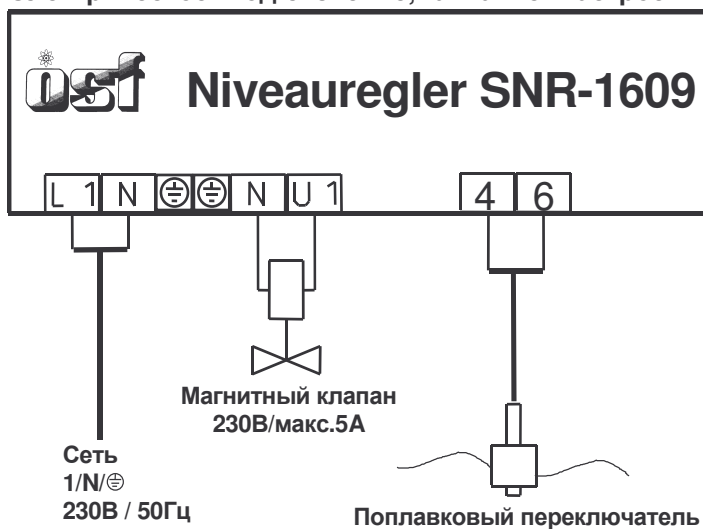 osf Niveauregler SNR-1609
L 1 N ⏚ ⏚ N U 1 4 6
Магнитный клапан
230В/макс.5А
Сеть
1/N/⏚
230В / 50Гц
Поплавковый переключатель